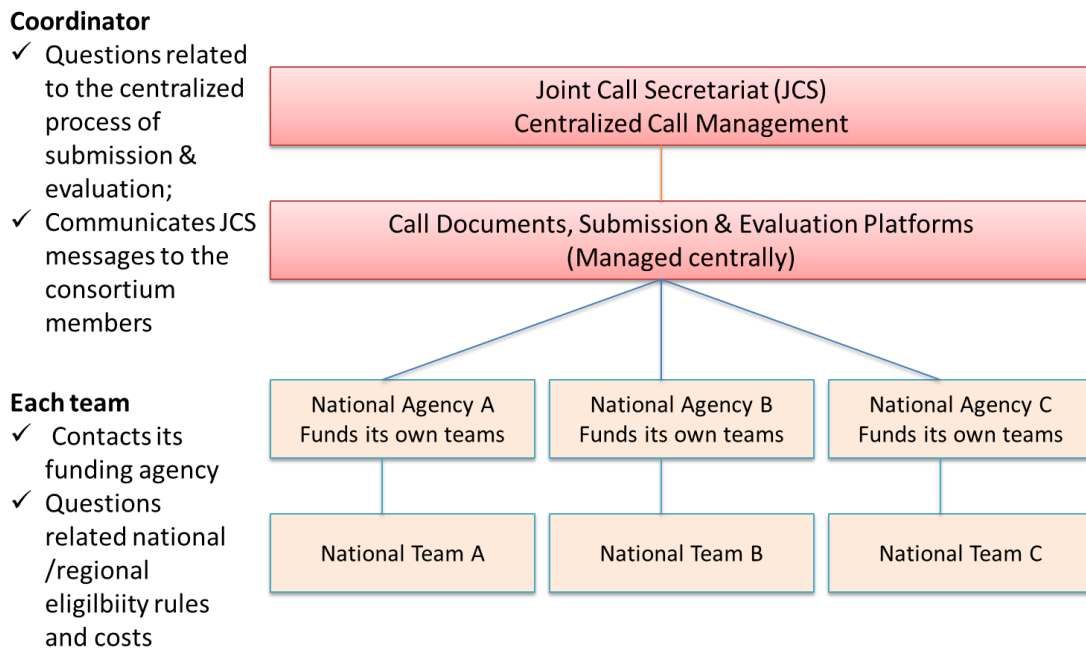 Coordinator
✓ Questions related
to the centralized
process of
submission &
evaluation;
✓ Communicates JCS
messages to the
consortium
members
Each team
✓ Contacts its
funding agency
✓ Questions
related national
/regional
eligilbiity rules
and costs
Joint Call Secretariat (JCS)
Centralized Call Management
Call Documents, Submission & Evaluation Platforms
(Managed centrally)
National Agency A
Funds its own teams
National Agency B
Funds its own teams
National Agency C
Funds its own teams
National Team A
National Team B
National Team C